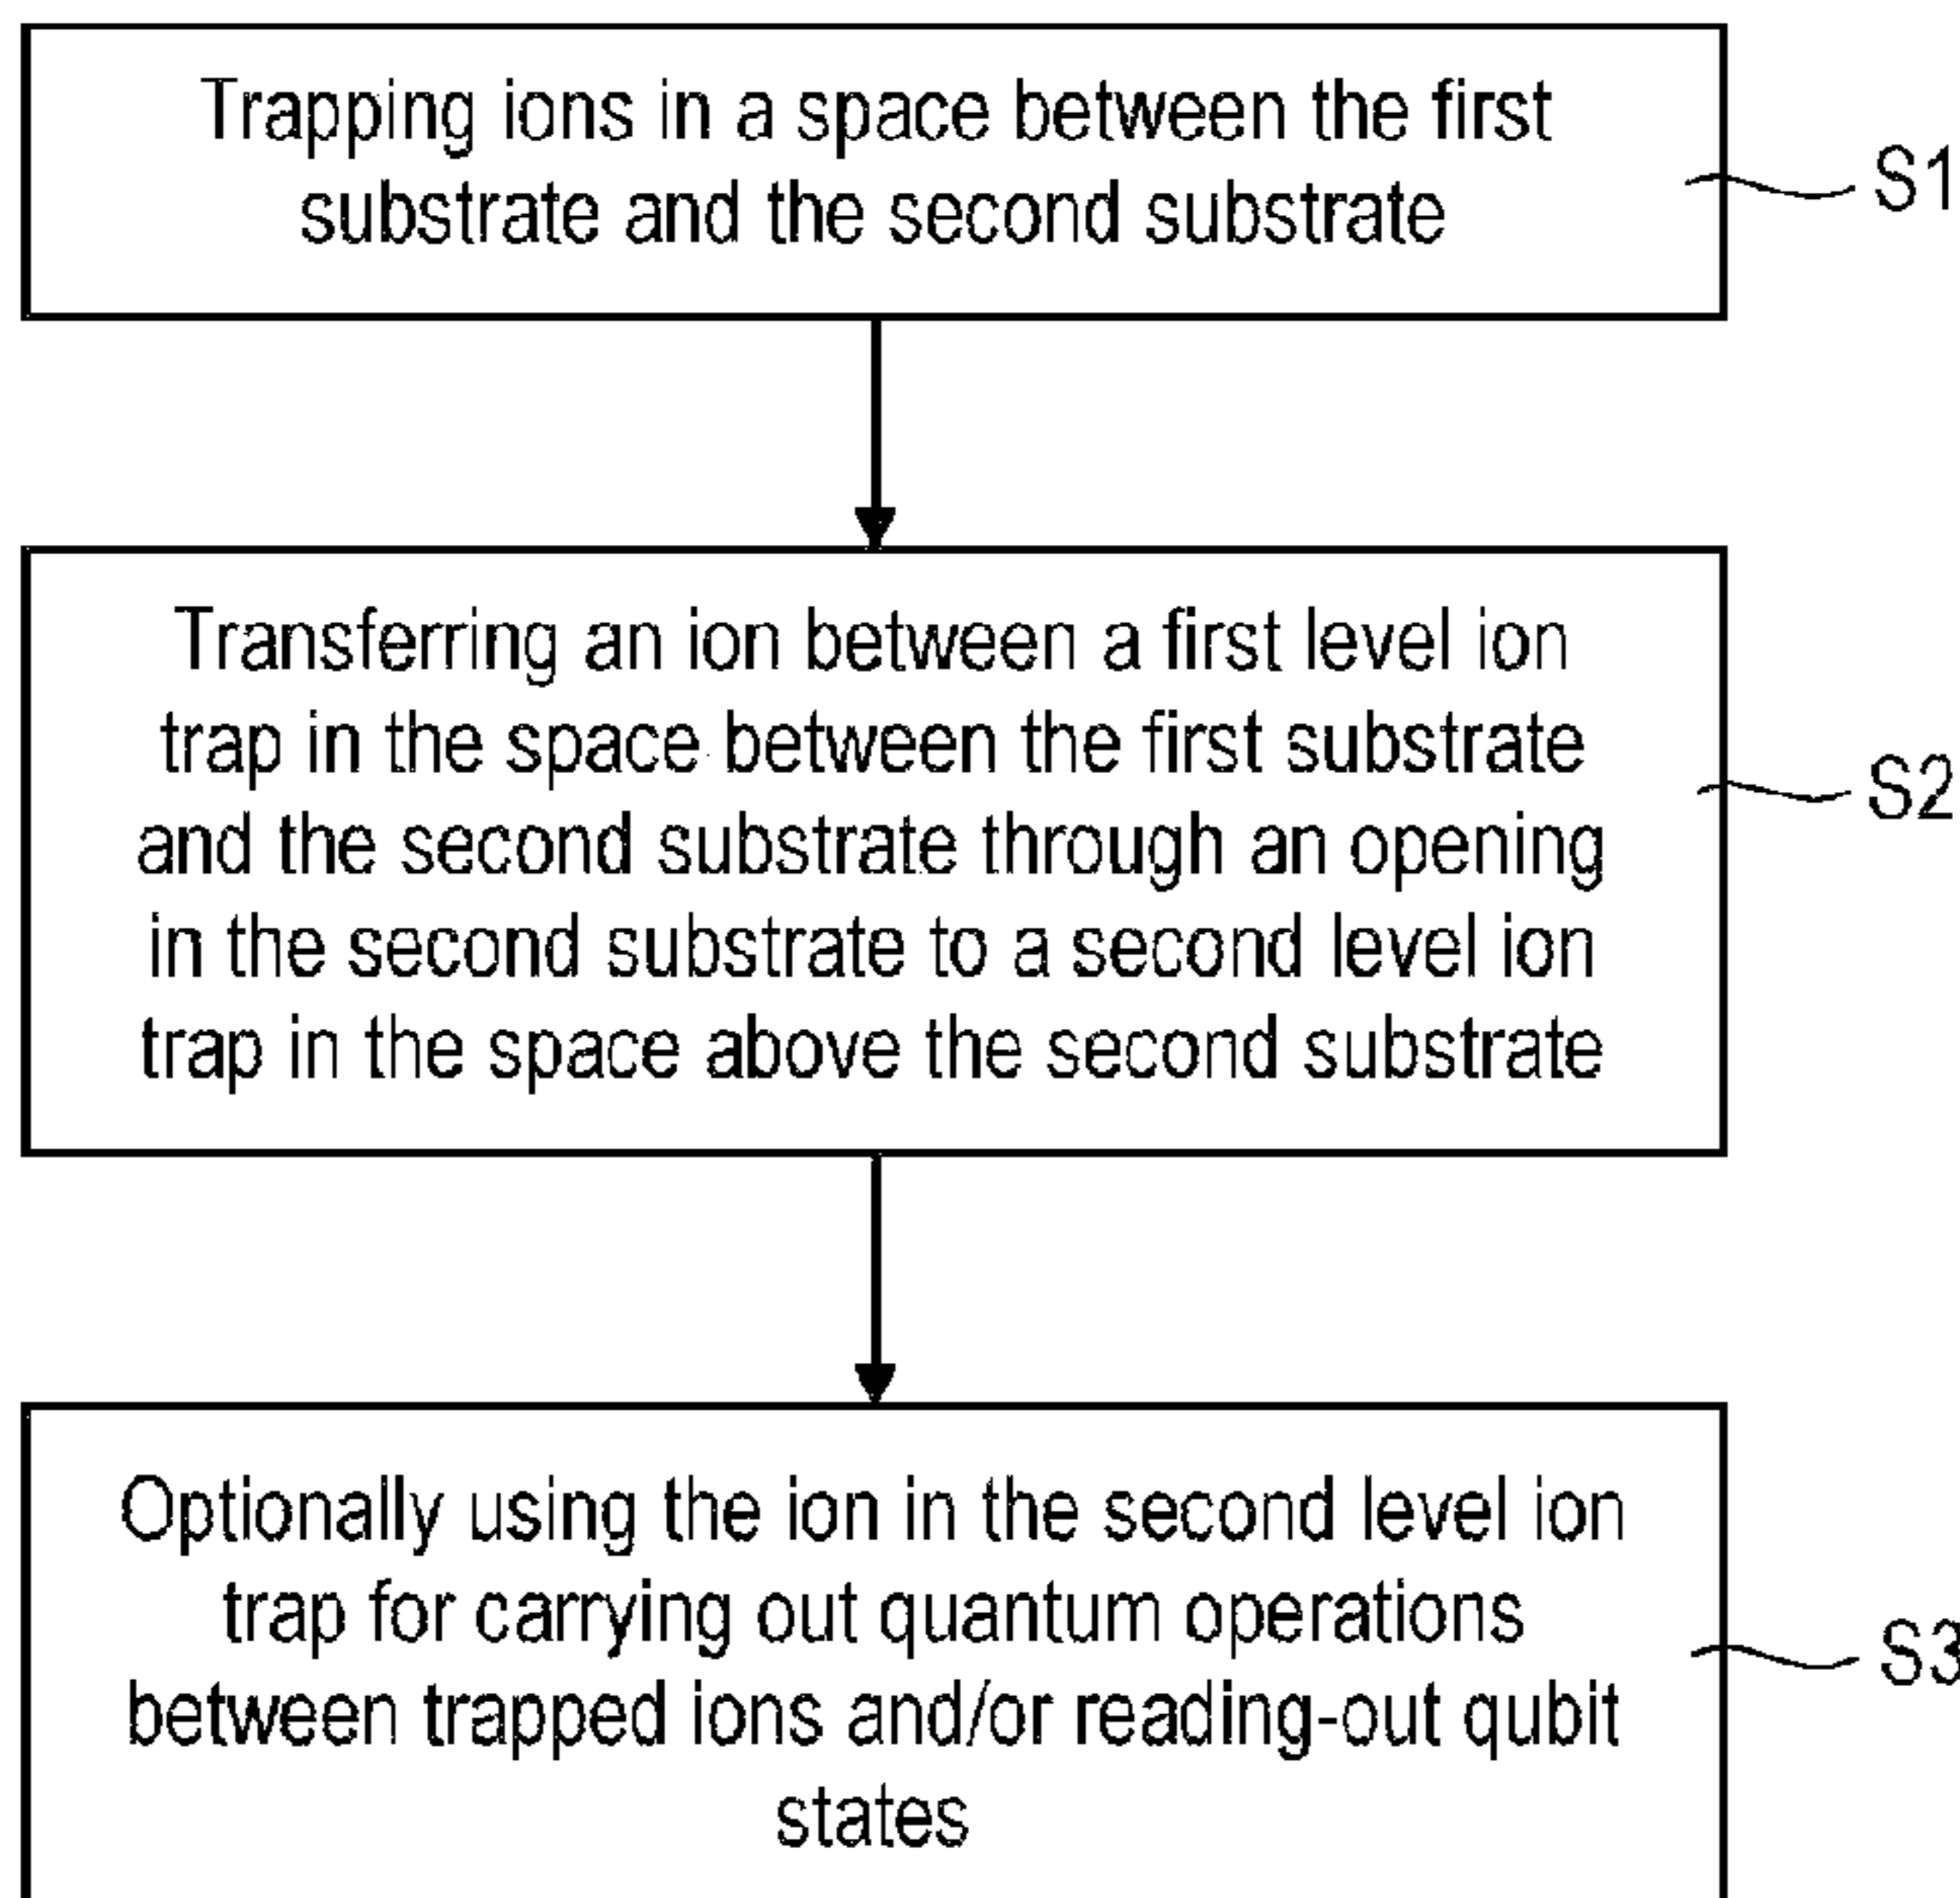 Trapping ions in a space between the first
substrate and the second substrate
S1
Transferring an ion between a first level ion
trap in the space between the first substrate
and the second substrate through an opening
in the second substrate to a second level ion
trap in the space above the second substrate
S2
Optionally using the ion in the second level ion
trap for carrying out quantum operations
between trapped ions and/or reading-out qubit
states
S3